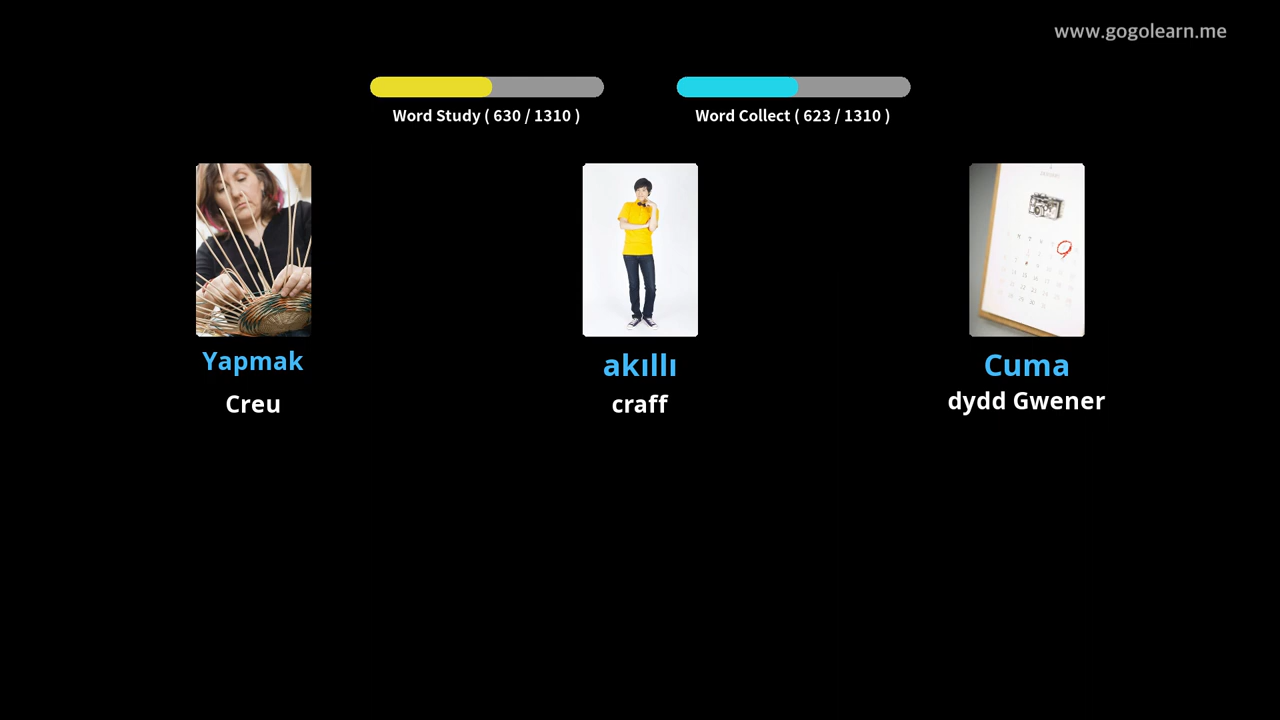 www.gogolearn.me
Word Study ( 630 / 1310 )
Word Collect ( 623 / 1310 )
Yapmak
akıllı
Cuma
Creu
craff
dydd Gwener